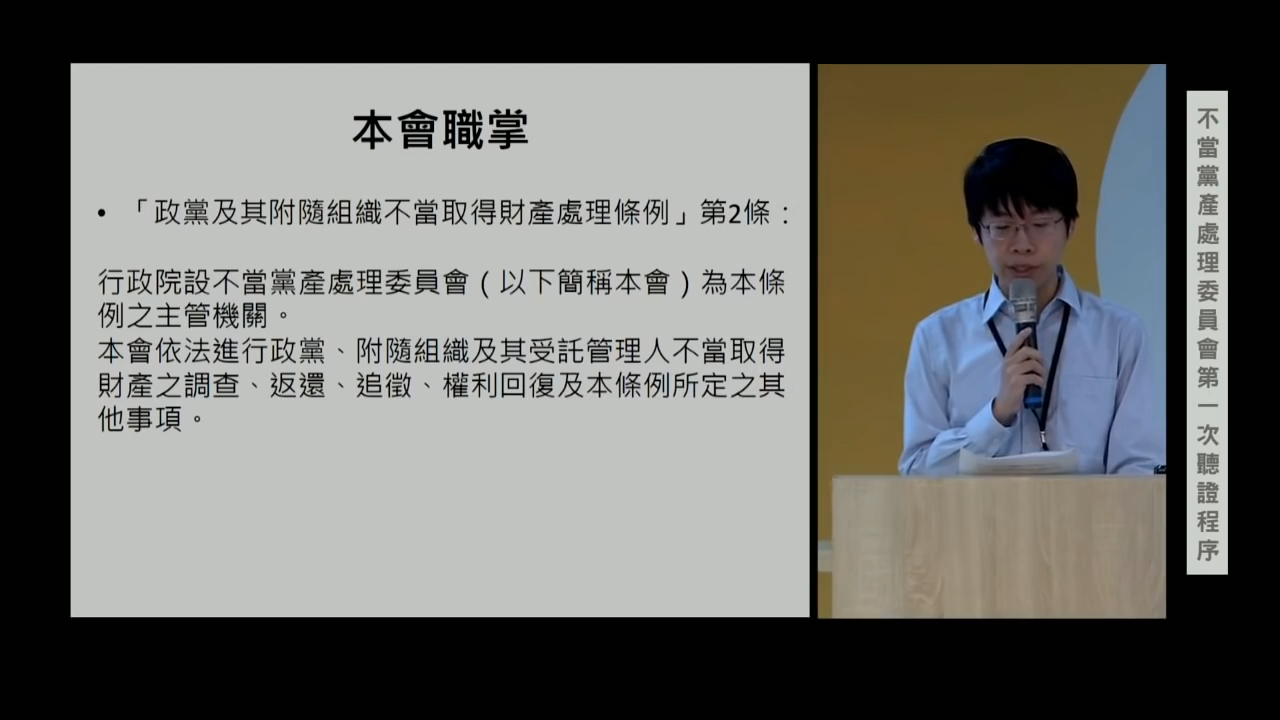 本會職掌
• 「政黨及其附隨組織不當取得財產處理條例」第2條：
行政院設不當黨產處理委員會（以下簡稱本會）為本條
例之主管機關。
本會依法進行政黨、附隨組織及其受託管理人不當取得
財產之調查、返還、追徵、權利回復及本條例所定之其
他事項。
不當黨產處理委員會第一次聽證程序